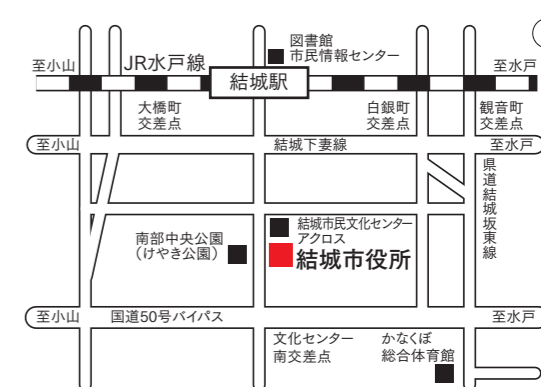 図書館
市民情報センター
至小山
JR水戸線
結城駅
至水戸
大橋町
交差点
白銀町
交差点
観音町
交差点
至小山
結城下妻線
至水戸
県道結城坂東線
結城市民文化センター
アクロス
南部中央公園
（けやき公園）
結城市役所
至小山
国道50号バイパス
至水戸
文化センター
南交差点
かなくぼ
総合体育館